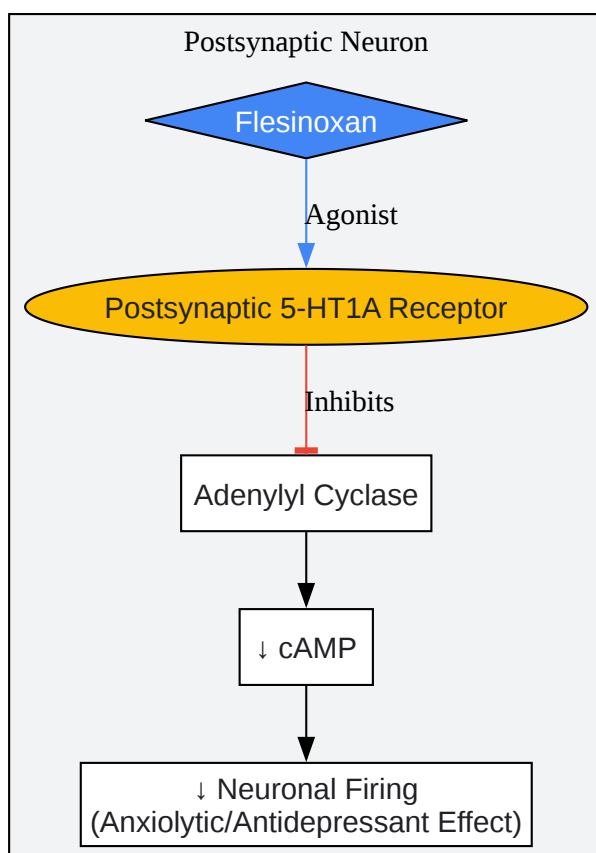 Postsynaptic Neuron
Flesinoxan
Agonist
Postsynaptic 5-HT1A Receptor
Inhibits
Adenylyl Cyclase
↓ cAMP
↓ Neuronal Firing
(Anxiolytic/Antidepressant Effect)